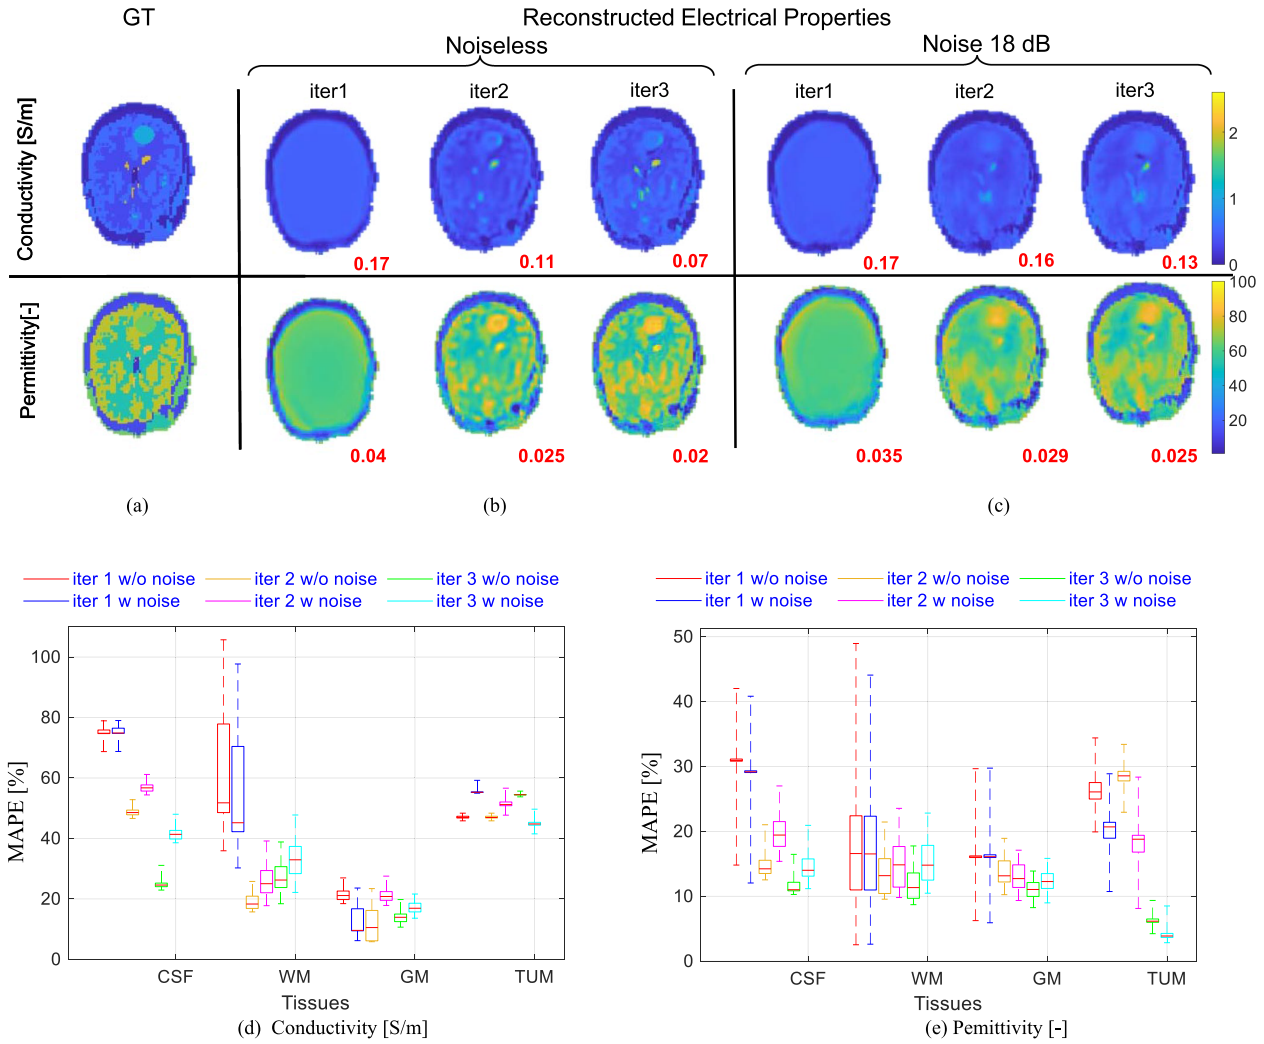 GT
Reconstructed Electrical Properties
Noiseless
Noise 18 dB
iter1 iter2 iter3 iter1 iter2 iter3
Conductivity [S/m]
2
1
0
0.17 0.11 0.07 0.17 0.16 0.13
Permittivity[-]
100
80
60
40
20
0.04 0.025 0.02 0.035 0.029 0.025
(a) (b) (c)
iter 1 w/o noise iter 2 w/o noise iter 3 w/o noise
iter 1 w noise iter 2 w noise iter 3 w noise
MAPE [%]
100
80
60
40
20
0
CSF WM GM TUM
Tissues
(d) Conductivity [S/m]
iter 1 w/o noise iter 2 w/o noise iter 3 w/o noise
iter 1 w noise iter 2 w noise iter 3 w noise
MAPE [%]
50
40
30
20
10
0
CSF WM GM TUM
Tissues
(e) Pemittivity [-]